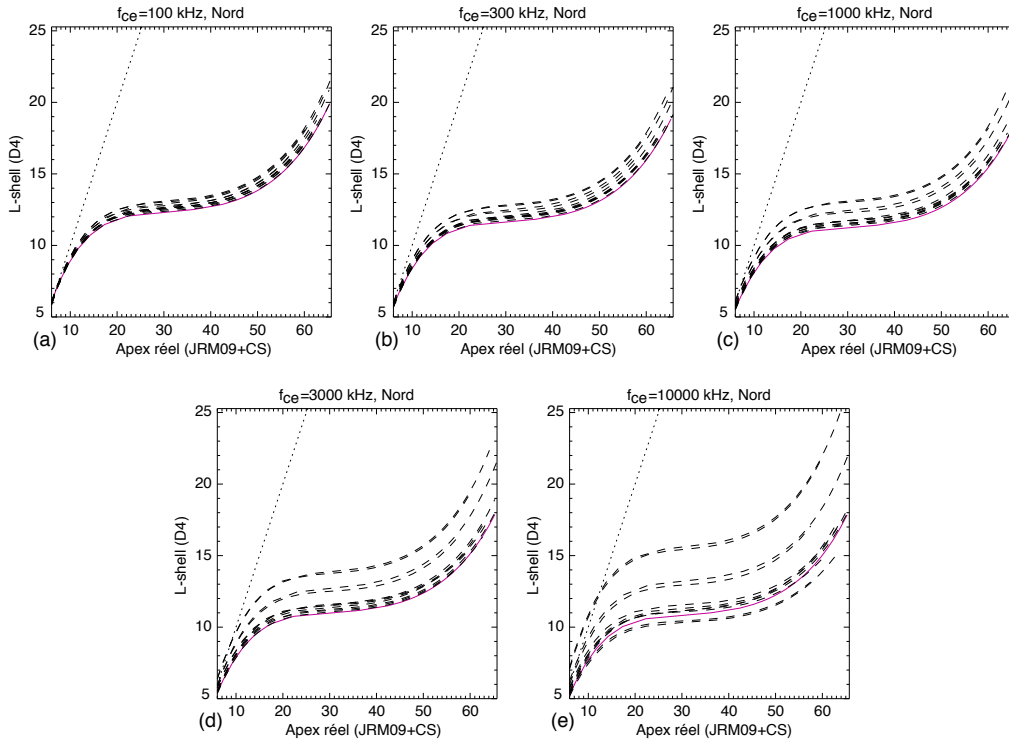 fce=100 kHz, Nord
25
20
15
10
5
L-shell (D4)
10 20 30 40 50 60
(a)
Apex réel (JRM09+CS)
fce=300 kHz, Nord
25
20
15
10
5
L-shell (D4)
10 20 30 40 50 60
(b)
Apex réel (JRM09+CS)
fce=1000 kHz, Nord
25
20
15
10
5
L-shell (D4)
10 20 30 40 50 60
(c)
Apex réel (JRM09+CS)
fce=3000 kHz, Nord
25
20
15
10
5
L-shell (D4)
10 20 30 40 50 60
(d)
Apex réel (JRM09+CS)
fce=10000 kHz, Nord
25
20
15
10
5
L-shell (D4)
10 20 30 40 50 60
(e)
Apex réel (JRM09+CS)